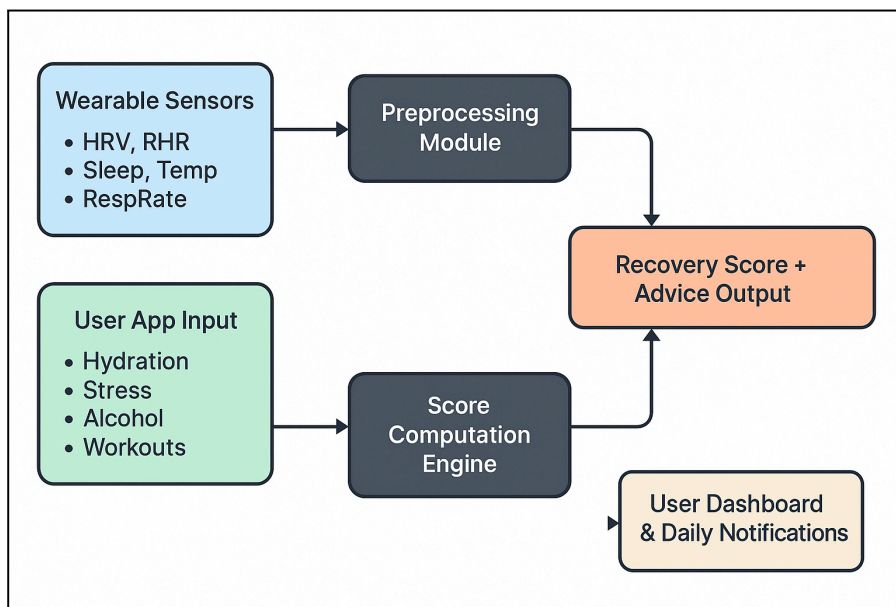 Wearable Sensors
• HRV, RHR
• Sleep, Temp
• RespRate
Preprocessing
Module
Recovery Score +
Advice Output
User App Input
• Hydration
• Stress
• Alcohol
• Workouts
Score
Computation
Engine
User Dashboard
& Daily Notifications